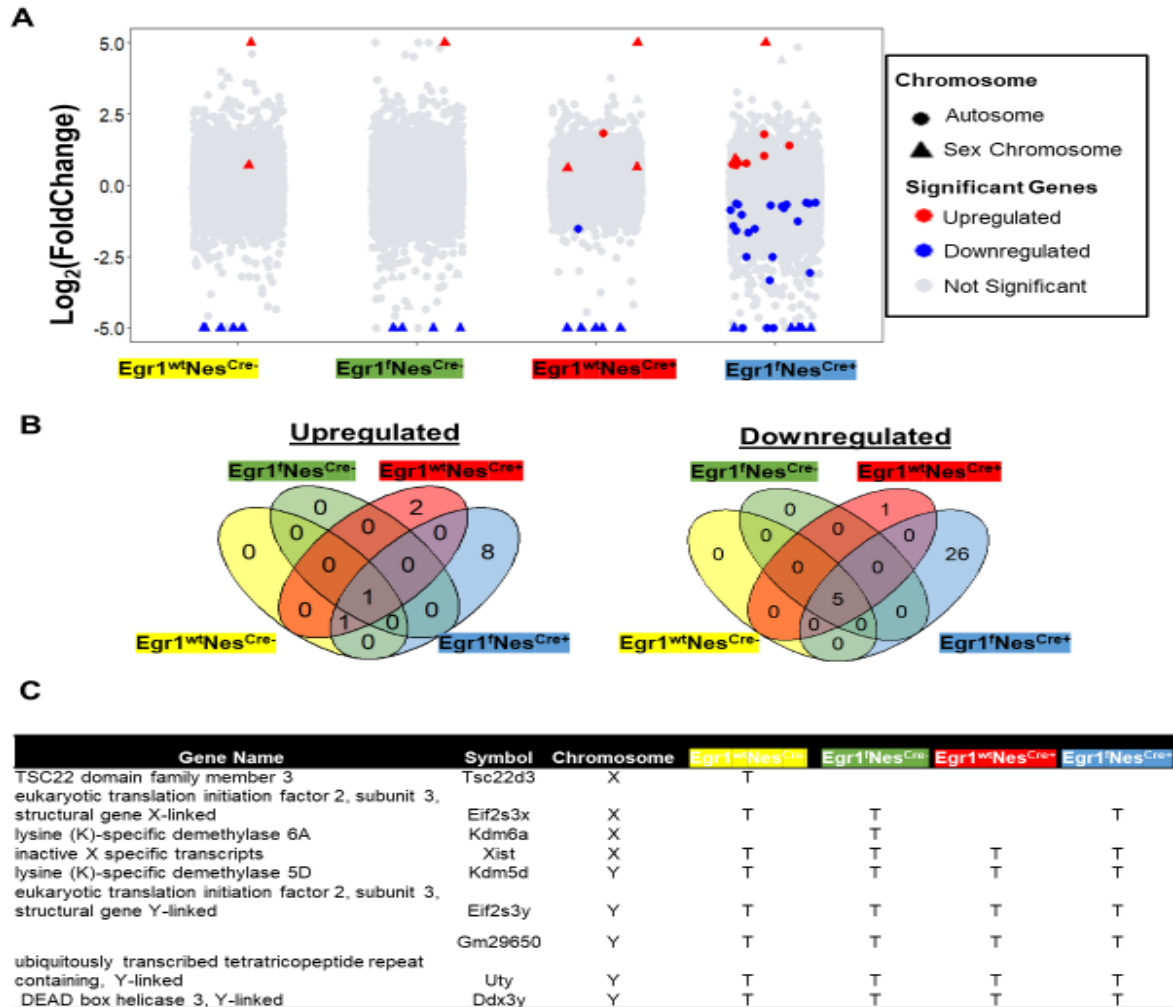 A
Log2(FoldChange)
5.0
2.5
0.0
-2.5
-5.0
Egr1wtNesCre-
Egr1fNesCre-
Egr1wtNesCre+
Egr1fNesCre+
Chromosome
Autosome
Sex Chromosome
Significant Genes
Upregulated
Downregulated
Not Significant
B
Upregulated
Egr1fNesCre- Egr1wtNesCre+
0 2
0 0 0
0 8
0 0
1
0 0
1 0
0
Egr1wtNesCre- Egr1fNesCre+
Downregulated
Egr1fNesCre- Egr1wtNesCre+
0 1
0 0 0
0 26
0 0
5
0 0
0 0
0
Egr1wtNesCre- Egr1fNesCre+
C
Gene Name Symbol Chromosome Egr1wtNesCre- Egr1fNesCre- Egr1wtNesCre+ Egr1fNesCre+
TSC22 domain family member 3 Tsc22d3 X T
eukaryotic translation initiation factor 2, subunit 3,
structural gene X-linked Eif2s3x X T T T
lysine (K)-specific demethylase 6A Kdm6a X T
inactive X specific transcripts Xist X T T T T
lysine (K)-specific demethylase 5D Kdm5d Y T T T T
eukaryotic translation initiation factor 2, subunit 3,
structural gene Y-linked Eif2s3y Y T T T T
Gm29650 Y T T T T
ubiquitously transcribed tetratricopeptide repeat
containing, Y-linked Uty Y T T T T
DEAD box helicase 3, Y-linked Ddx3y Y T T T T